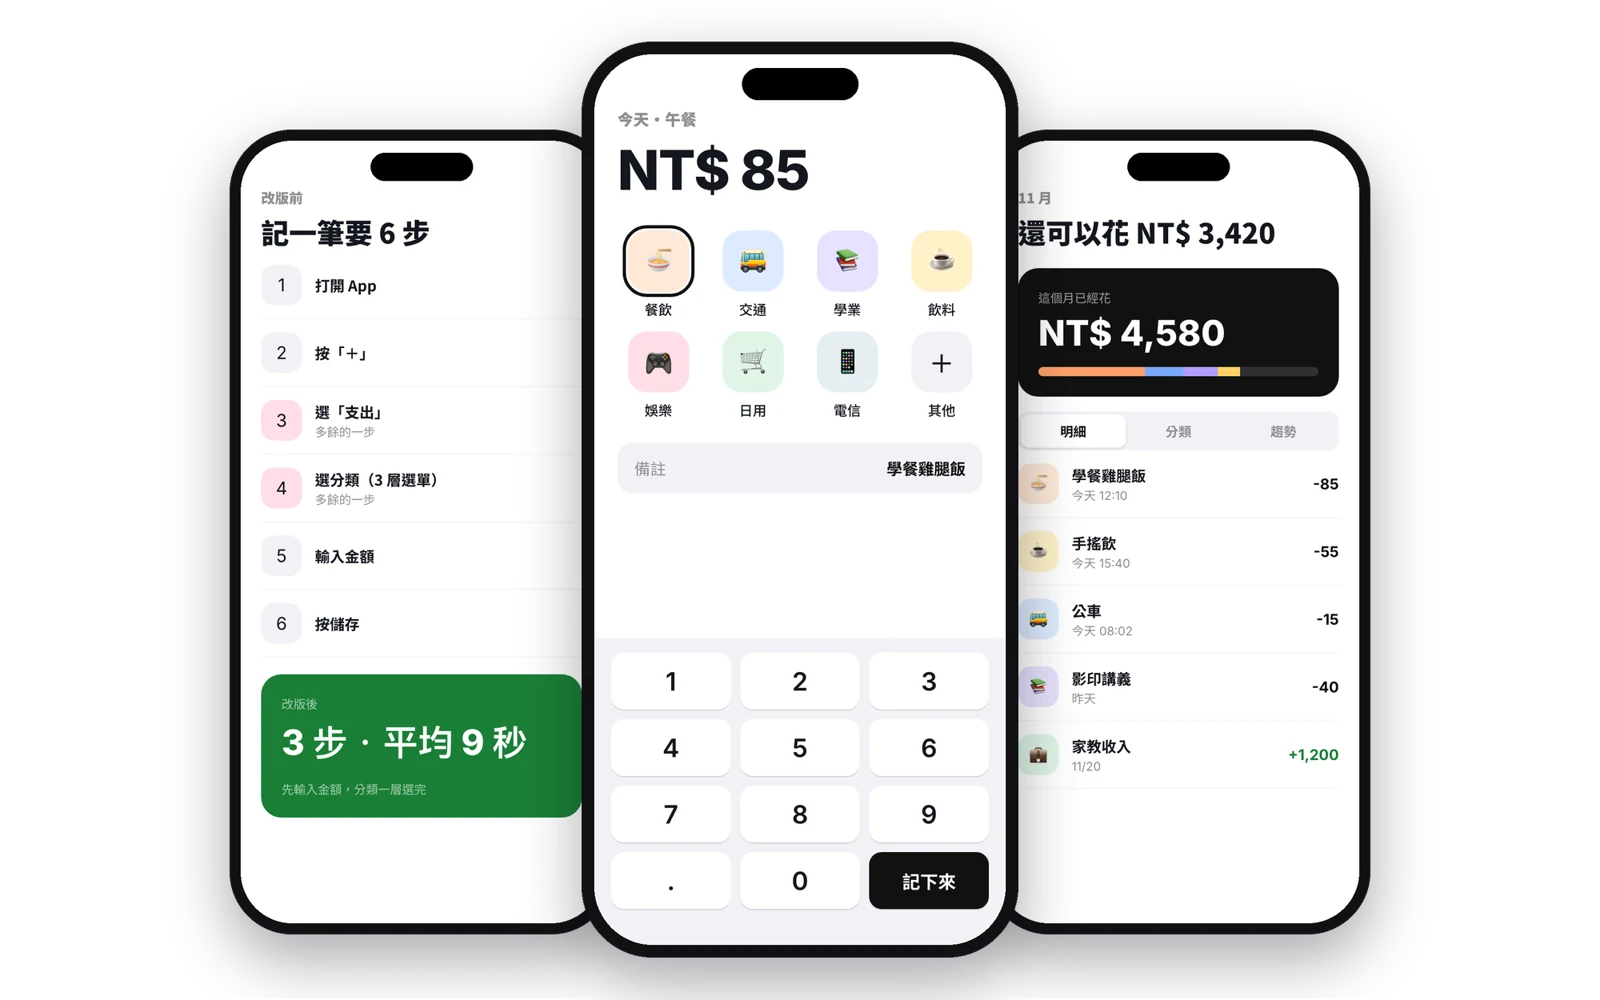 改版前
記一筆要 6 步
1
打開 App
2
按「＋」
3
選「支出」
多餘的一步
4
選分類（3 層選單）
多餘的一步
5
輸入金額
6
按儲存
改版後
3 步 · 平均 9 秒
先輸入金額，分類一層選完
今天・午餐
NT$ 85
餐飲
交通
學業
飲料
娛樂
日用
電信
其他
備註
學餐雞腿飯
1 2 3
4 5 6
7 8 9
. 0 記下來
11 月
還可以花 NT$ 3,420
這個月已經花
NT$ 4,580
明細 分類 趨勢
學餐雞腿飯 -85
今天 12:10
手搖飲 -55
今天 15:40
公車 -15
今天 08:02
影印講義 -40
昨天
家教收入 +1,200
11/20